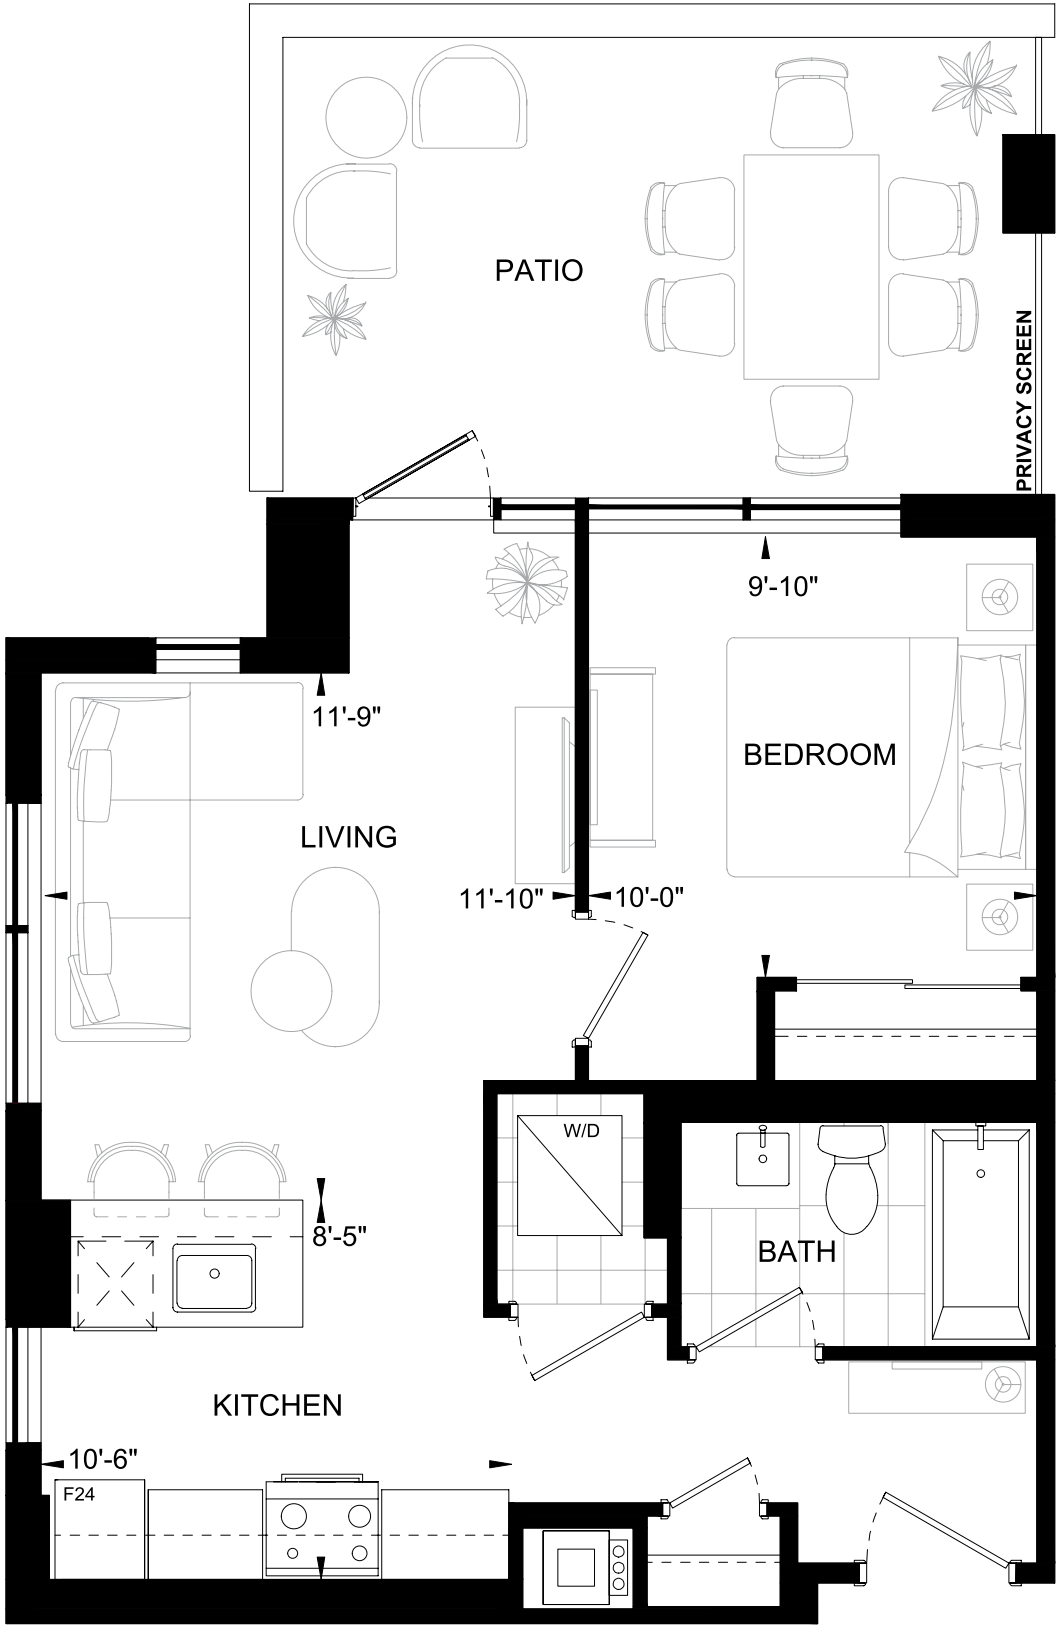 PATIO
PRIVACY SCREEN
9'-10"
11'-9"
BEDROOM
LIVING
11'-10"
10'-0"
W/D
8'-5"
BATH
KITCHEN
10'-6"
F24